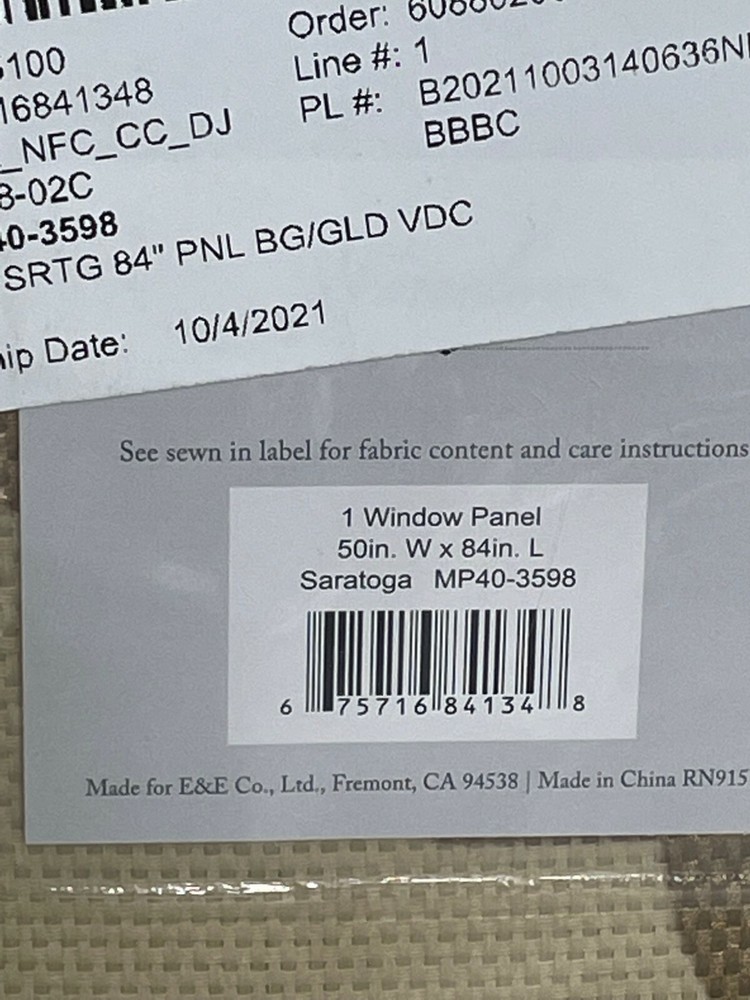 Order:
Line #: 1
100
16841348
PL #: B20211003140636N
_NFC_CC_DJ
BBBC
8-02C
40-3598
SRTG 84" PNL BG/GLD VDC
ip Date: 10/4/2021
See sewn in label for fabric content and care instructions
1 Window Panel
50in. W x 84in. L
Saratoga MP40-3598
6 75716 84134 8
Made for E&E Co., Ltd., Fremont, CA 94538 | Made in China RN915